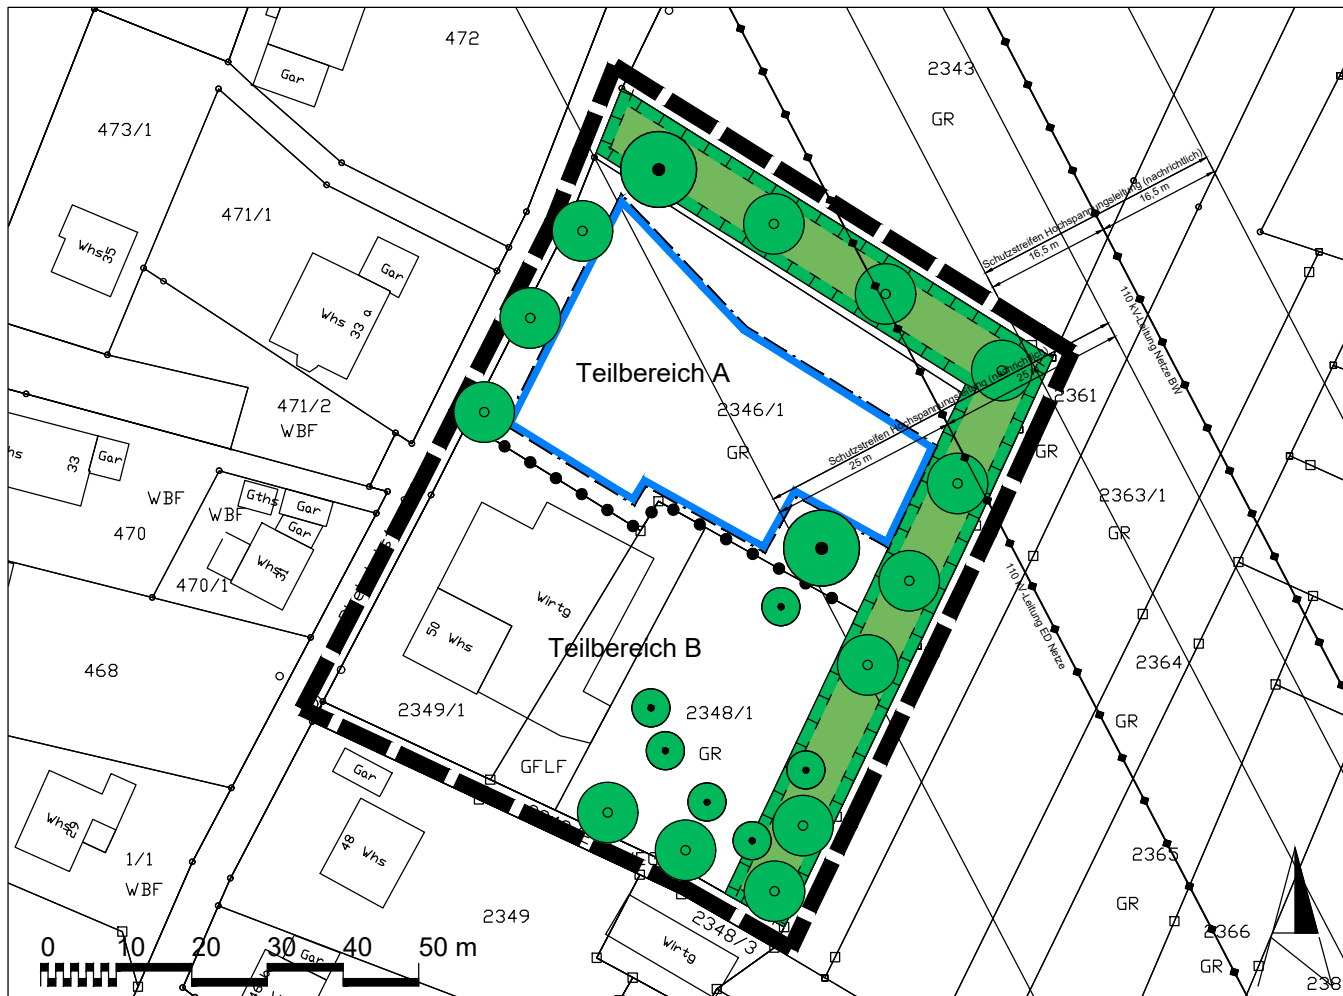 472
2343
Gar
GR
473/1
Schutzstreifen Hochspannungsleitung (nachrichtlich)
16,5 m
16,5 m
471/1
Whs
35
Gar
Whs
33 a
110 kV-Leitung Netze BW
Teilbereich A
2346/1
GR
Schutzstreifen Hochspannungsleitung (nachrichtlich)
25 m
25 m
2361
GR
471/2
WBF
33
Gar
WBF
Gths
Gar
WBF
Gar
470
Whs
31
470/1
2363/1
GR
Wirtg
50
Whs
Teilbereich B
110 kV-Leitung ED Netze
468
2364
2349/1
2348/1
GR
GR
GFLF
Gar
48
Whs
Whs
29
1/1
WBF
2365
GR
2349
2348/3
Wirtg
2366
GR
Gar
0 10 20 30 40 50 m